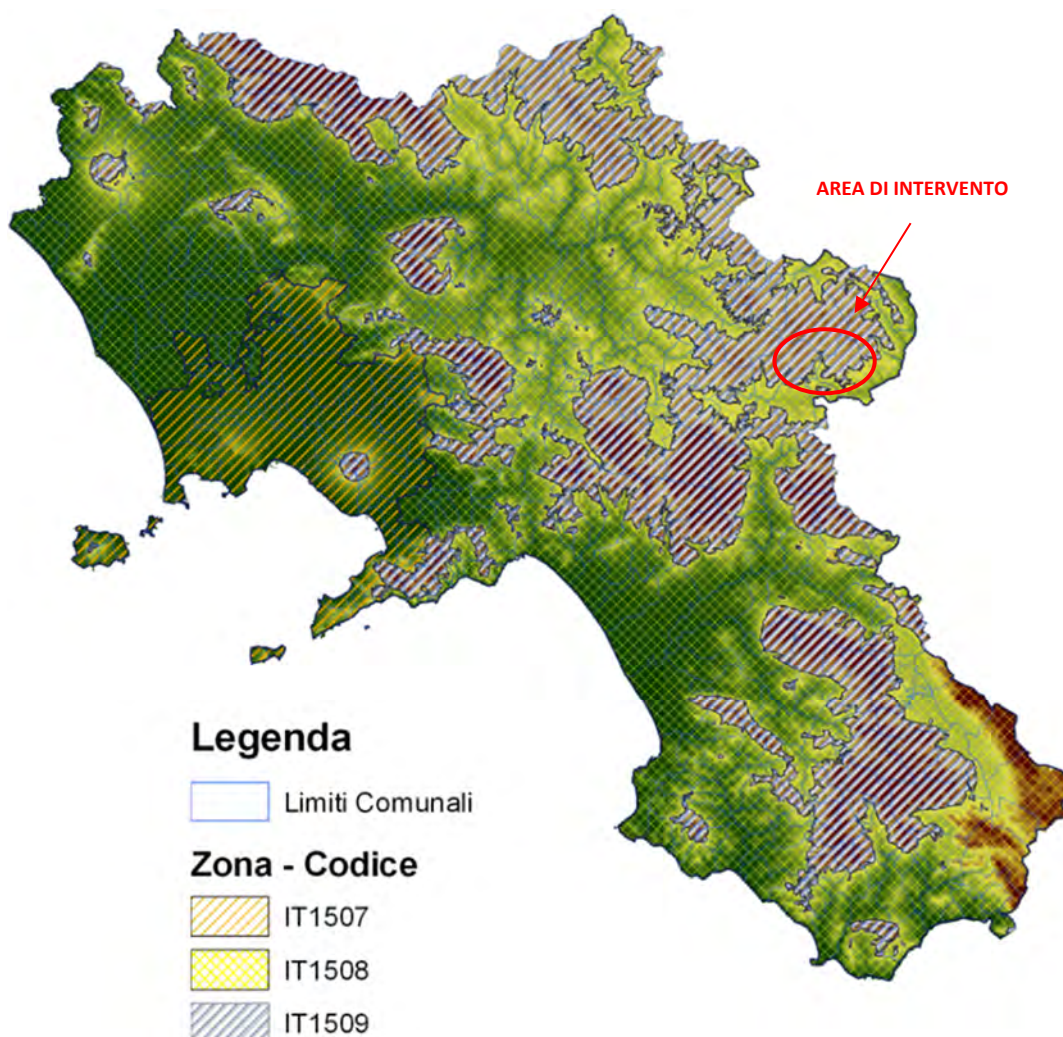 AREA DI INTERVENTO
Legenda
Limiti Comunali
Zona - Codice
IT1507
IT1508
IT1509